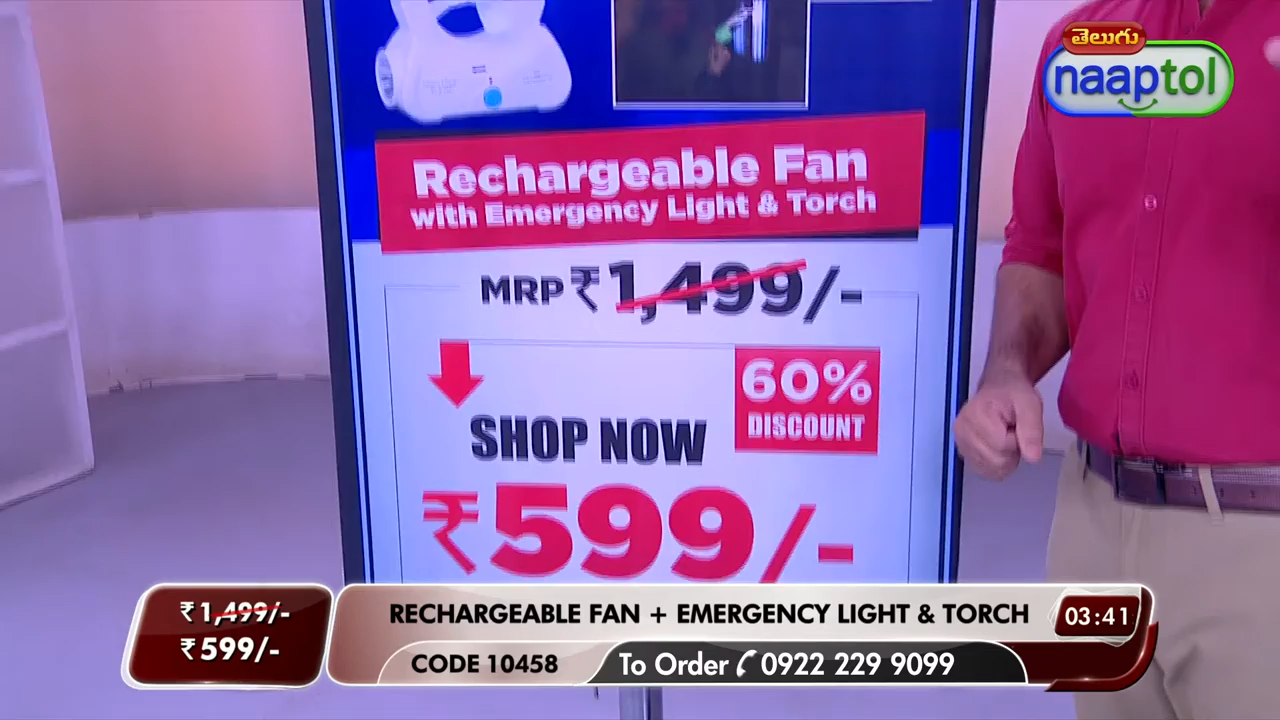 తెలుగు
naaptol
Rechargeable Fan
with Emergency Light & Torch
MRP ₹1,499/-
60%
DISCOUNT
SHOP NOW
₹599/-
₹1,499/-
₹599/-
RECHARGEABLE FAN + EMERGENCY LIGHT & TORCH
03:41
CODE 10458
To Order 0922 229 9099